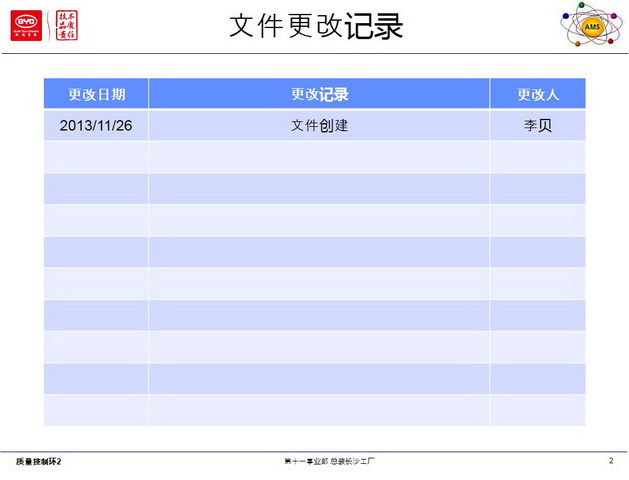 BYD
技术
品质
责任
文件更改记录
AMS
更改日期 更改记录 更改人
2013/11/26 文件创建 李贝
质量控制环2 第十一事业部 总装长沙工厂 2